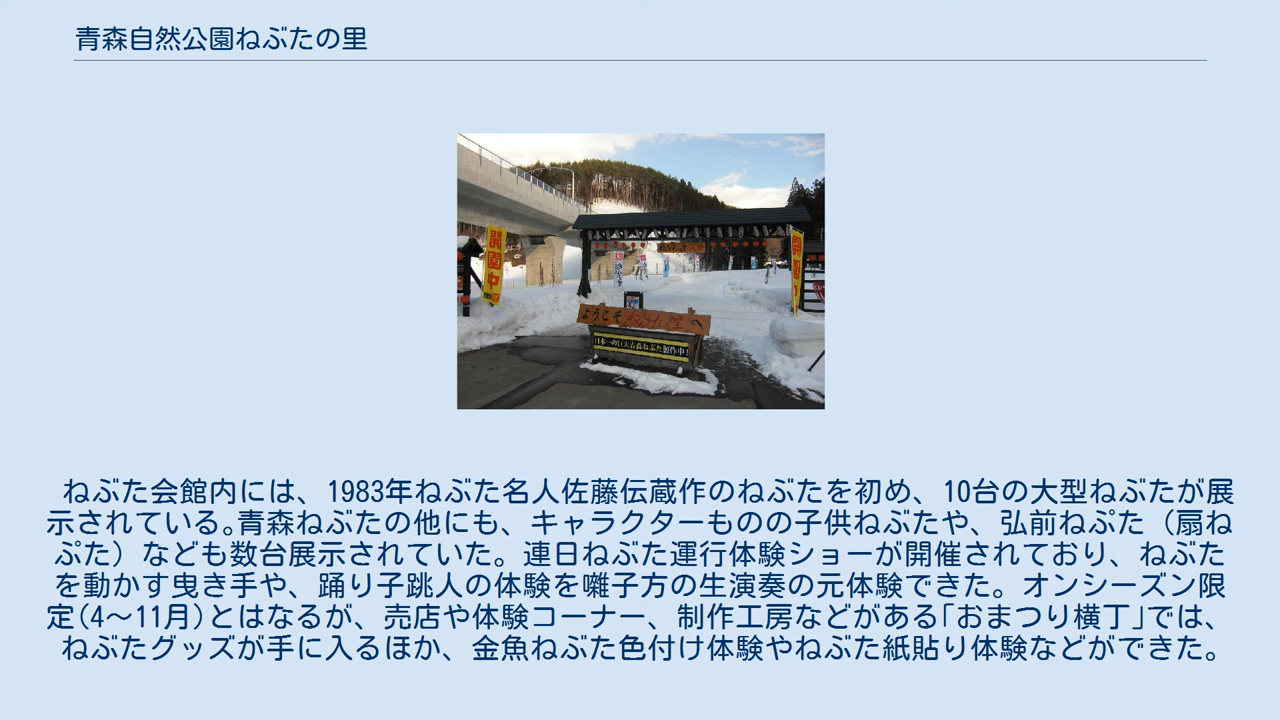 青森自然公園ねぶたの里
開園中
ようこそねぶたの里へ
日本一の巨大青森ねぶた製作中!
ねぶた会館内には、1983年ねぶた名人佐藤伝蔵作のねぶたを初め、10台の大型ねぶたが展
示されている｡青森ねぶたの他にも、キャラクターものの子供ねぶたや、弘前ねぷた（扇ね
ぷた）なども数台展示されていた。連日ねぶた運行体験ショーが開催されており、ねぶた
を動かす曳き手や、踊り子跳人の体験を囃子方の生演奏の元体験できた。オンシーズン限
定(4〜11月)とはなるが、売店や体験コーナー、制作工房などがある｢おまつり横丁｣では、
ねぶたグッズが手に入るほか、金魚ねぶた色付け体験やねぶた紙貼り体験などができた。